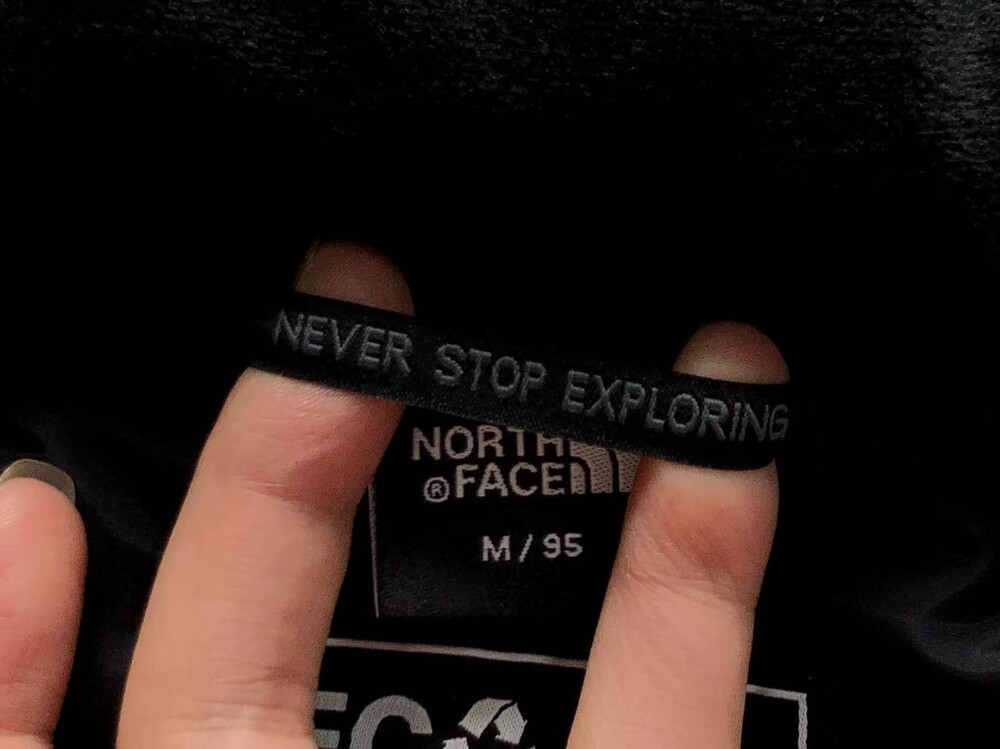 NEVER STOP EXPLORING
NORTH
®FACE
M / 95